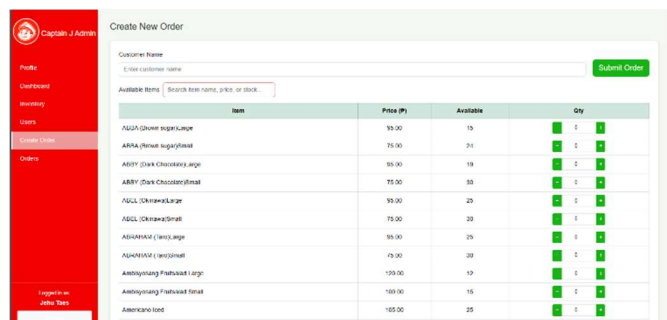 Captain J Admin
Create New Order
Customer Name
Enter customer name
Submit Order
Available Items
Search item name, price, or stock...
Profile
Dashboard
Inventory
Users
Create Order
Orders
Item Price (₱) Available Qty
ABBA (Brown sugar)Large 95.00 15 - 0 +
ABBA (Brown sugar)Small 75.00 21 - 0 +
ABBY (Dark Chocolate)Large 95.00 19 - 0 +
ABBY (Dark Chocolate)Small 75.00 30 - 0 +
ABEL (Okinawa)Large 95.00 25 - 0 +
ABEL (Okinawa)Small 75.00 30 - 0 +
ABRAHAM (Taro)Large 95.00 25 - 0 +
ABRAHAM (Taro)Small 75.00 30 - 0 +
Fruitsalad Large 120.00 12 - 0 +
Fruitsalad Small 100.00 15 - 0 +
Americano Iced 105.00 25 - 0 +
Logged in as